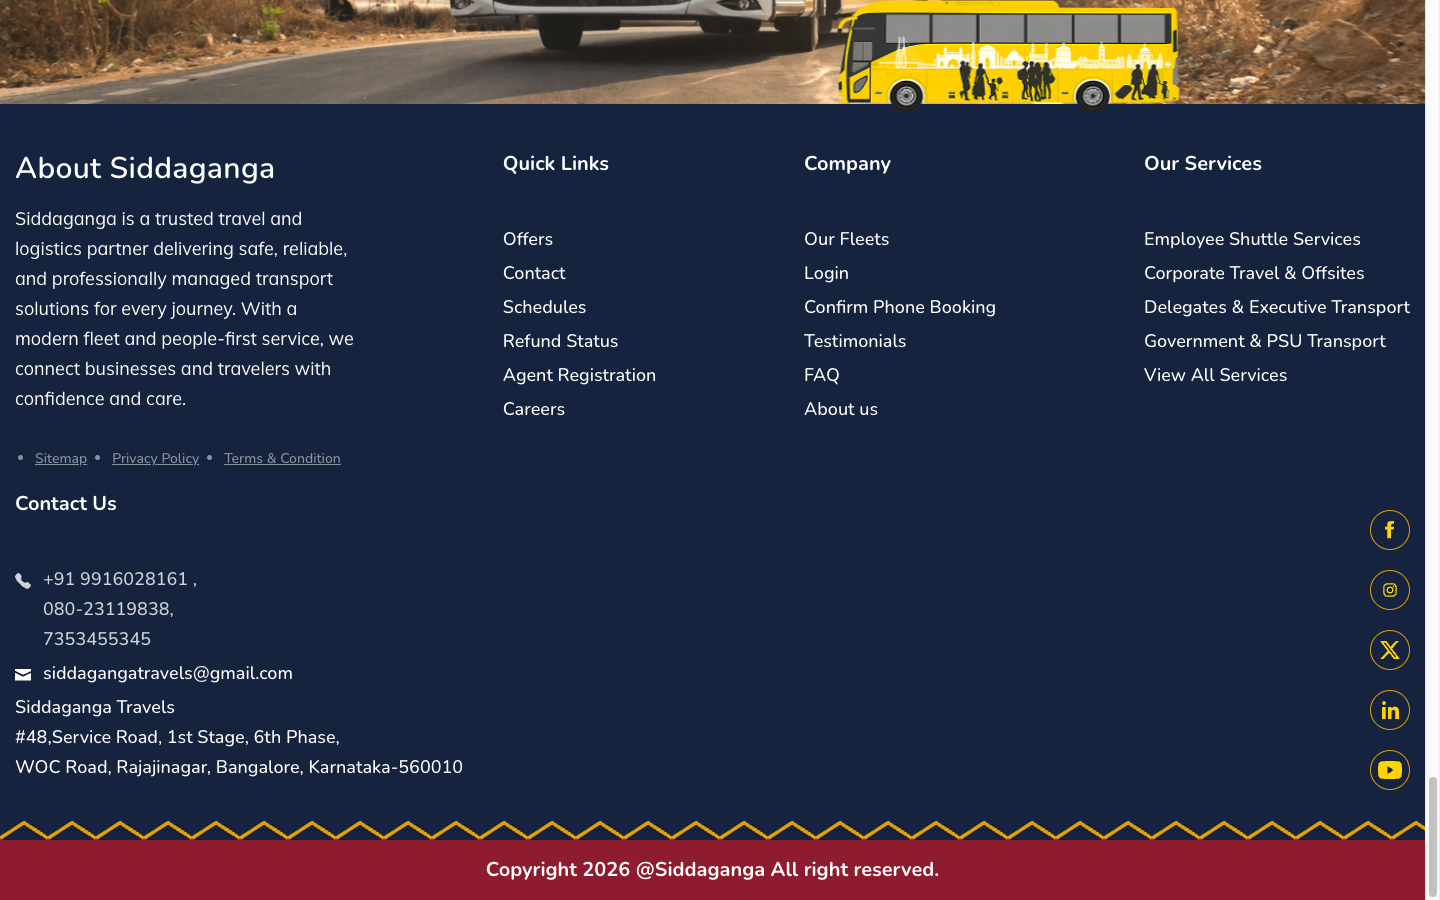 About Siddaganga
Siddaganga is a trusted travel and
logistics partner delivering safe, reliable,
and professionally managed transport
solutions for every journey. With a
modern fleet and people-first service, we
connect businesses and travelers with
confidence and care.
Sitemap
Privacy Policy
Terms & Condition
Quick Links
Offers
Contact
Schedules
Refund Status
Agent Registration
Careers
Company
Our Fleets
Login
Confirm Phone Booking
Testimonials
FAQ
About us
Our Services
Employee Shuttle Services
Corporate Travel & Offsites
Delegates & Executive Transport
Government & PSU Transport
View All Services
Contact Us
+91 9916028161 ,
080-23119838,
7353455345
siddagangatravels@gmail.com
Siddaganga Travels
#48,Service Road, 1st Stage, 6th Phase,
WOC Road, Rajajinagar, Bangalore, Karnataka-560010
Copyright 2026 @Siddaganga All right reserved.